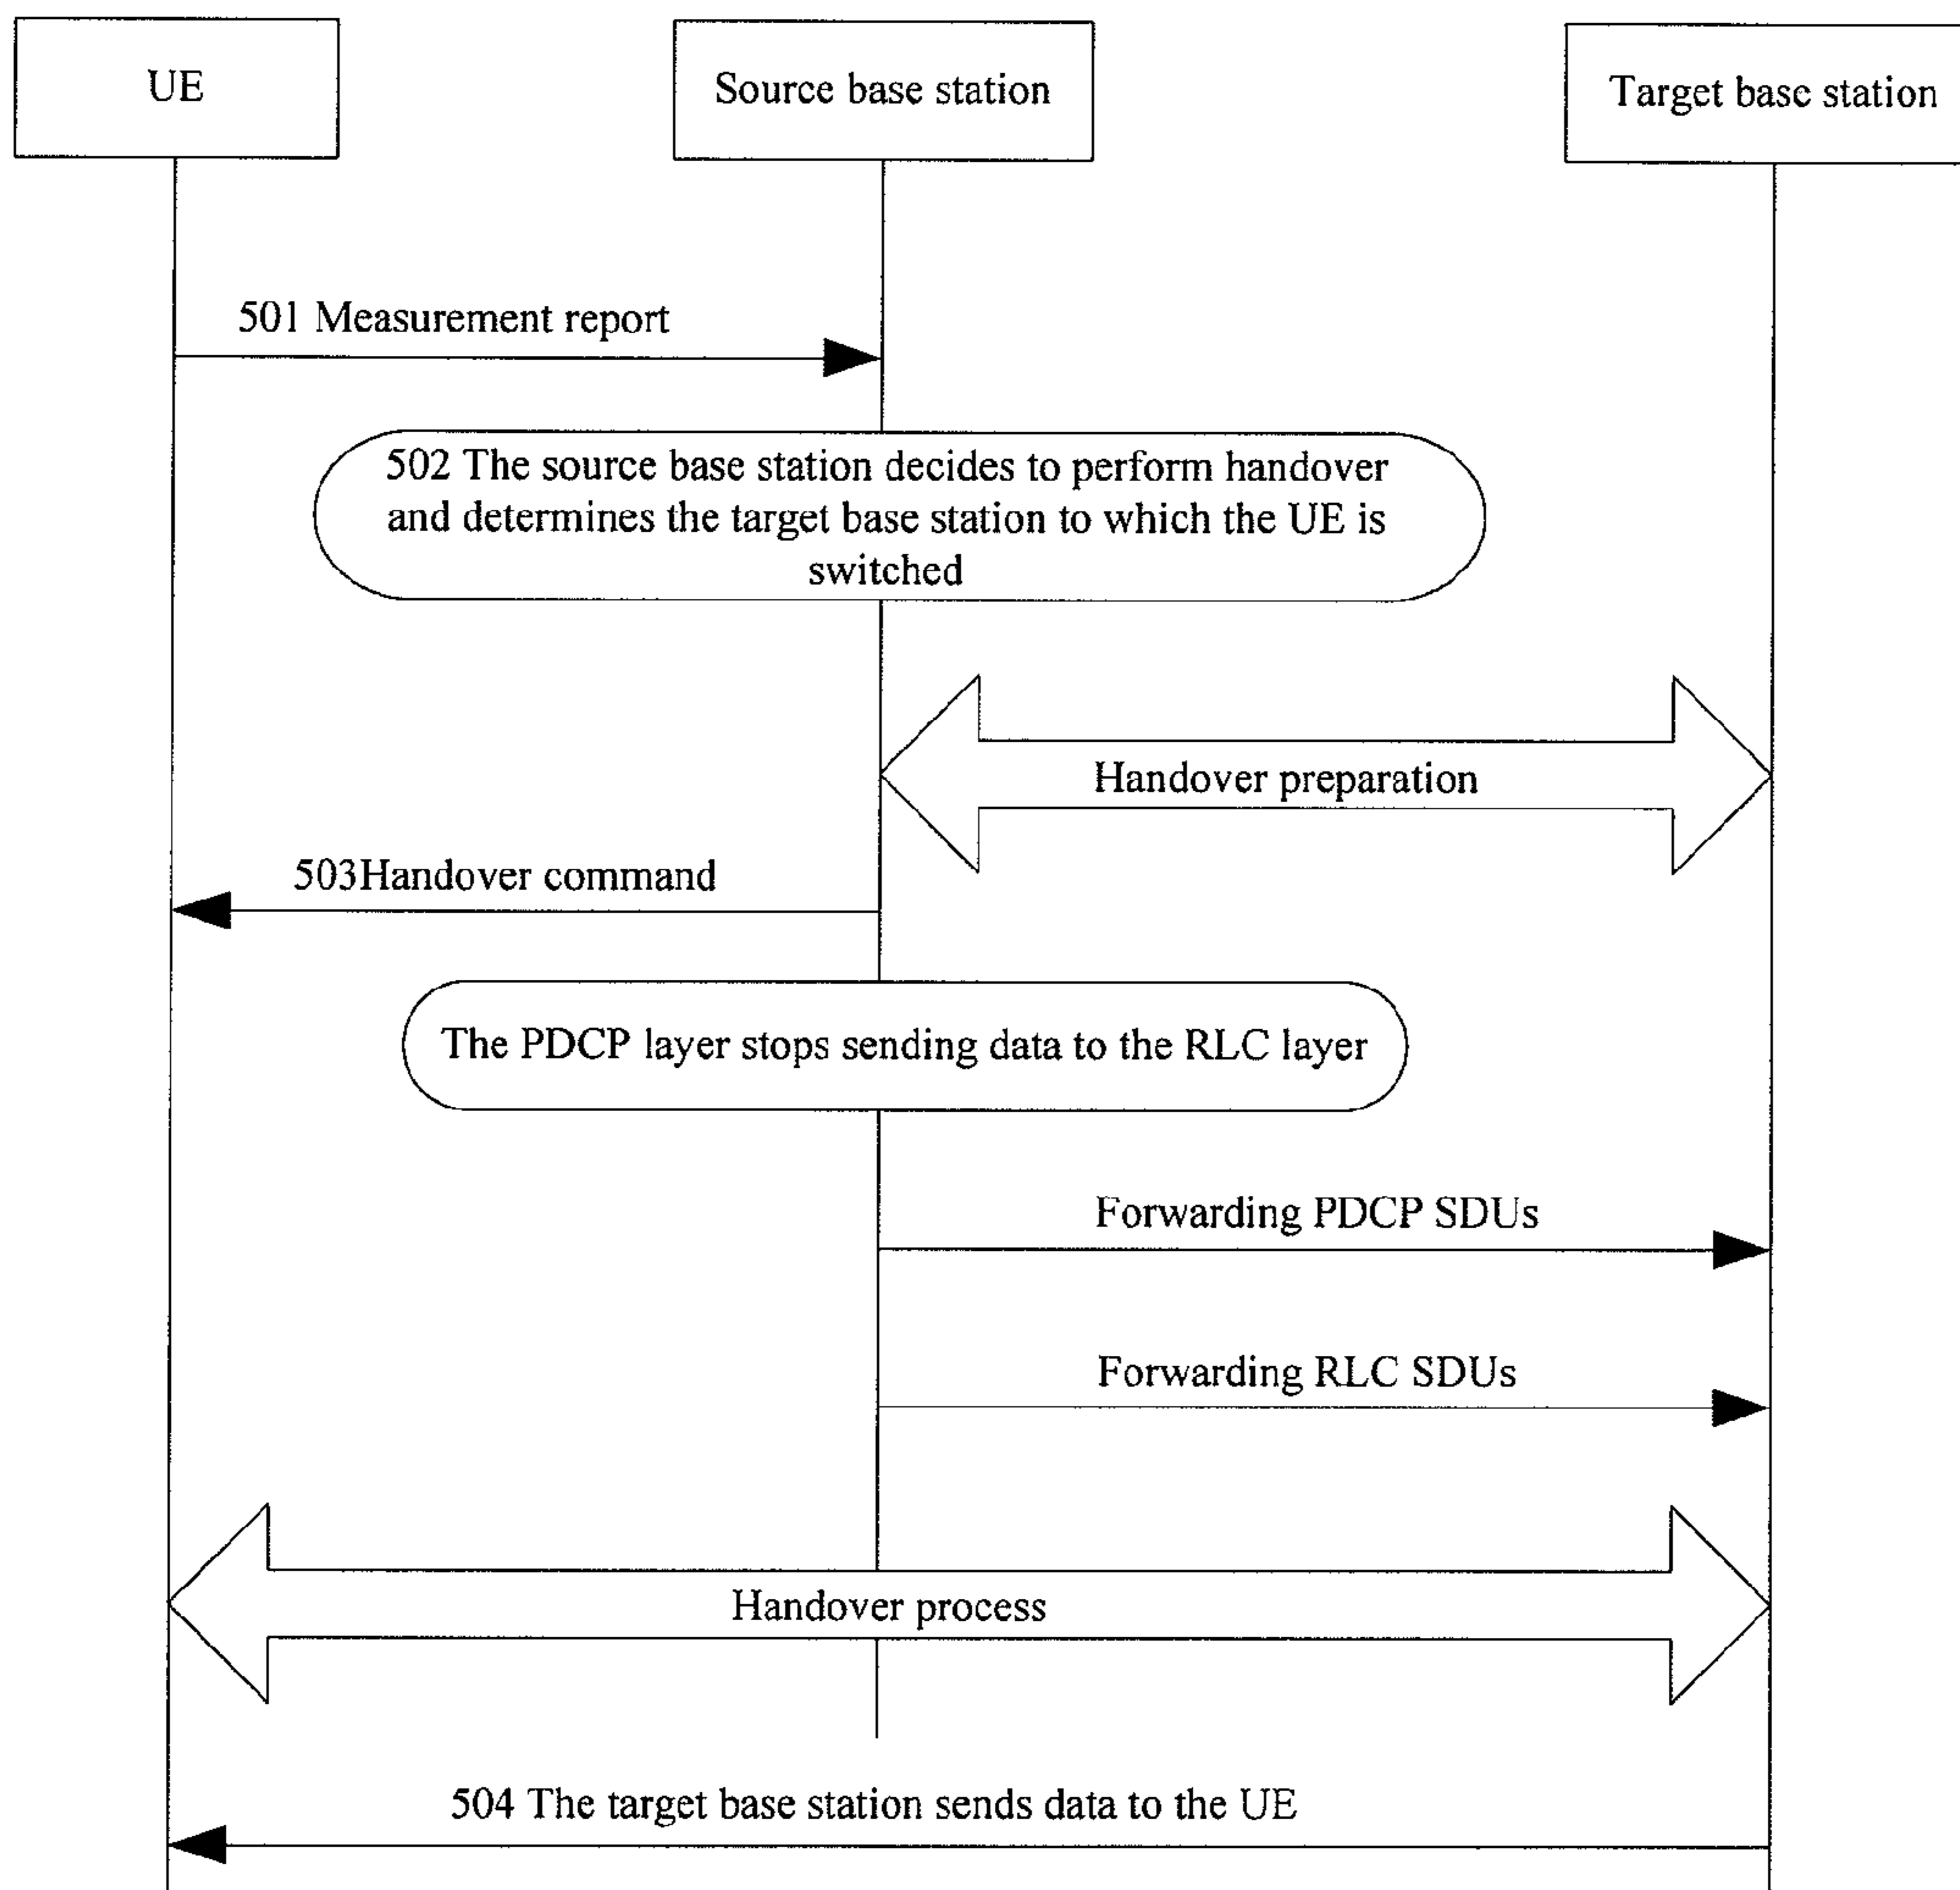 UE
Source base station
Target base station
501 Measurement report
502 The source base station decides to perform handover
and determines the target base station to which the UE is
switched
Handover preparation
503Handover command
The PDCP layer stops sending data to the RLC layer
Forwarding PDCP SDUs
Forwarding RLC SDUs
Handover process
504 The target base station sends data to the UE